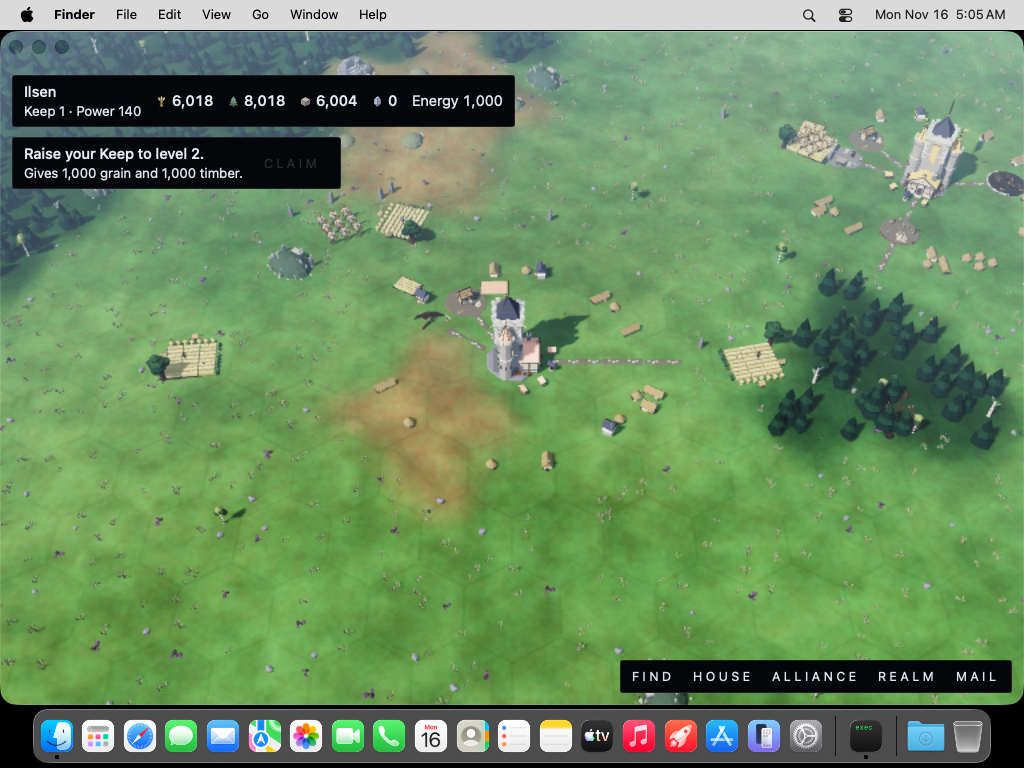 Finder File Edit View Go Window Help Mon Nov 16 5:05 AM
Ilsen
Keep 1 · Power 140
6,018 8,018 6,004 0 Energy 1,000
Raise your Keep to level 2.
Gives 1,000 grain and 1,000 timber.
CLAIM
FIND HOUSE ALLIANCE REALM MAIL
Mon
16
tv
exec